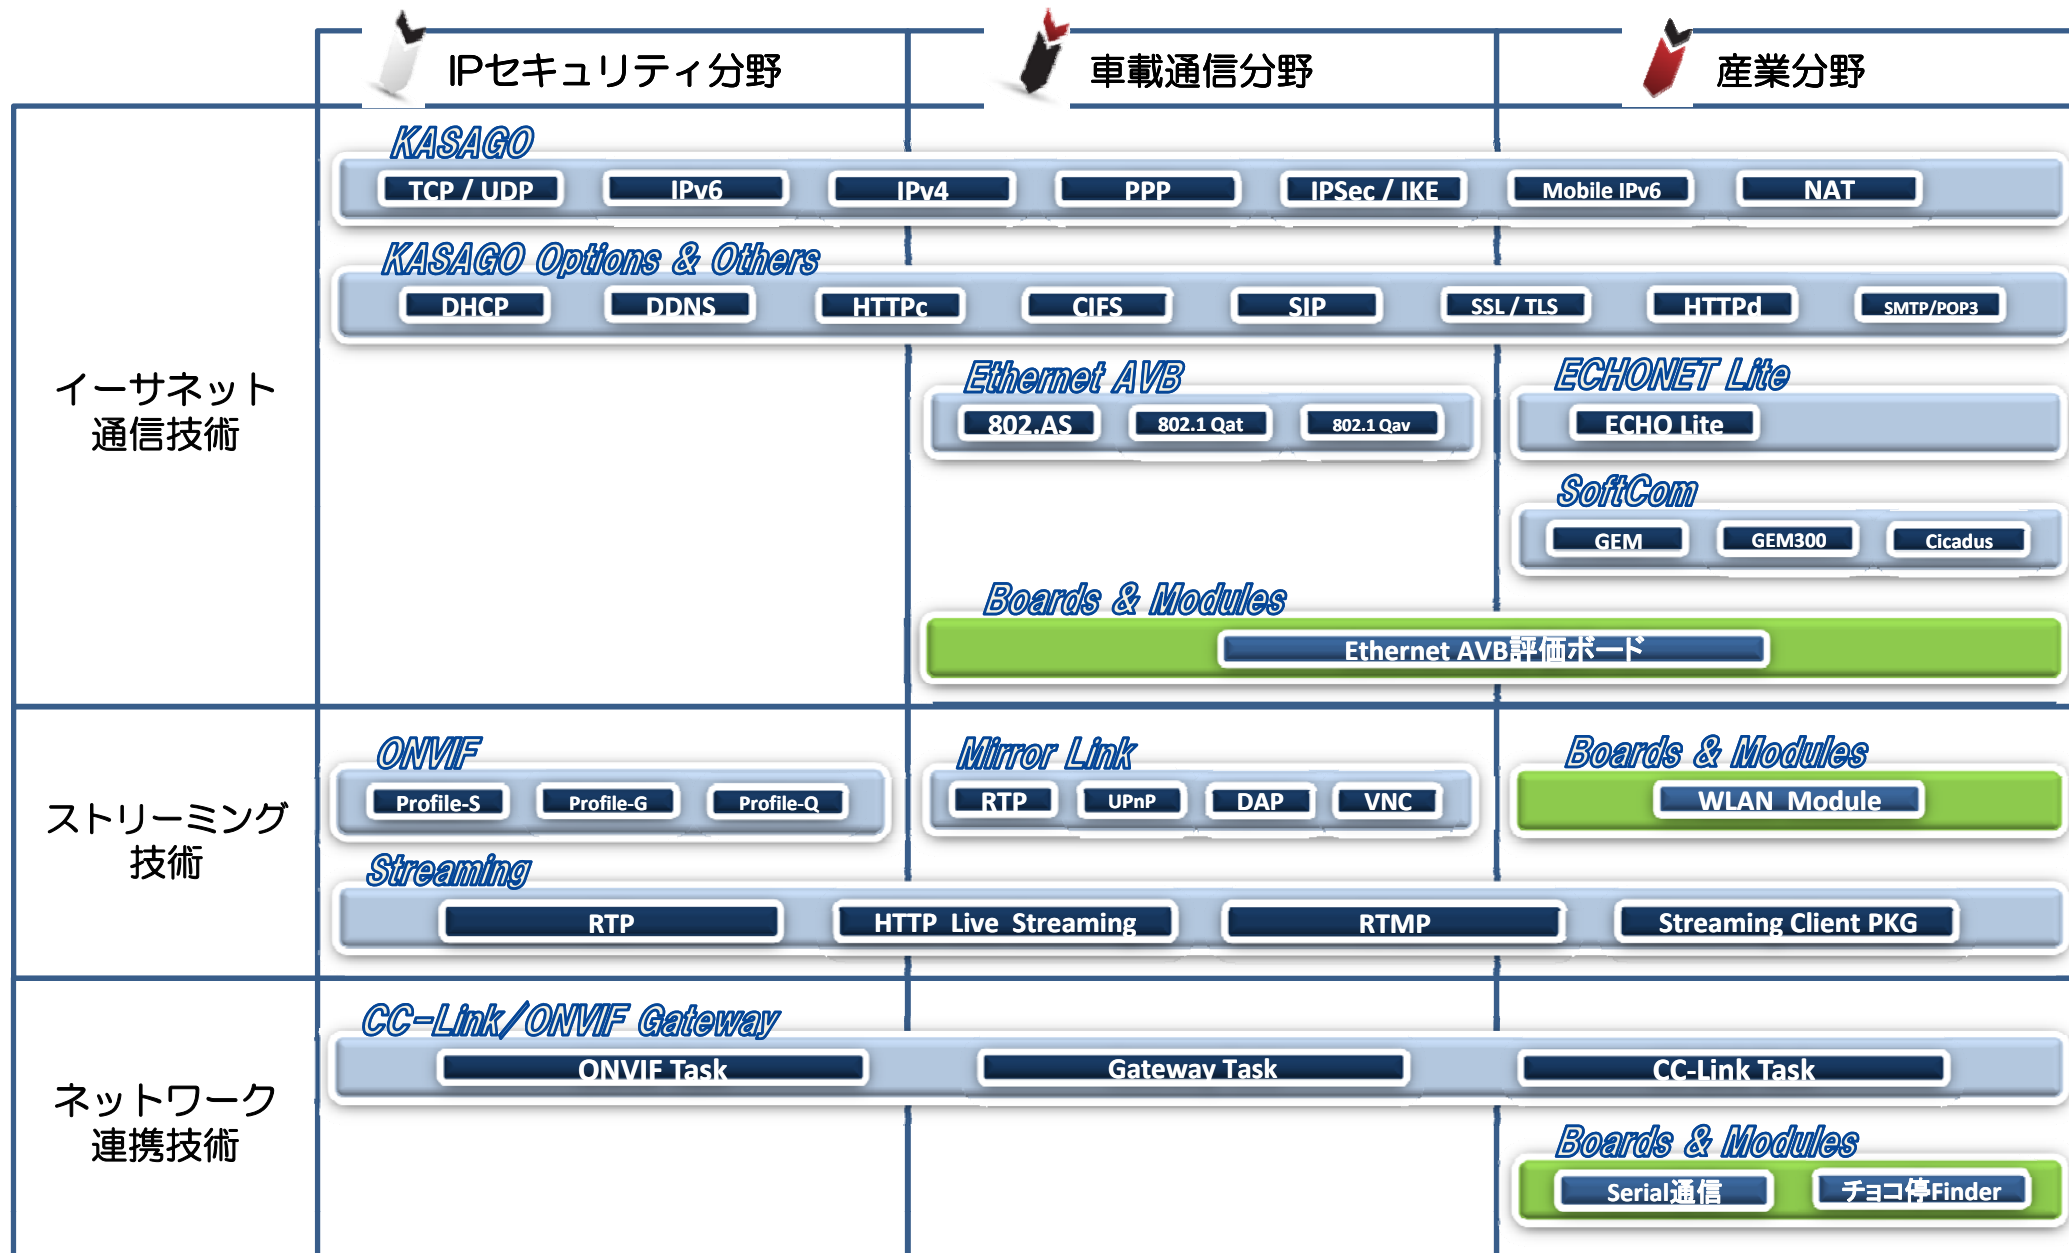 IPセキュリティ分野
車載通信分野
産業分野
イーサネット
通信技術
KASAGO
TCP / UDP
IPv6
IPv4
PPP
IPSec / IKE
Mobile IPv6
NAT
KASAGO Options & Others
DHCP
DDNS
HTTPc
CIFS
SIP
SSL / TLS
HTTPd
SMTP/POP3
Ethernet AVB
802.AS
802.1 Qat
802.1 Qav
ECHONET Lite
ECHO Lite
SoftCom
GEM
GEM300
Cicadus
Boards & Modules
Ethernet AVB評価ボード
ストリーミング
技術
ONVIF
Profile-S
Profile-G
Profile-Q
Mirror Link
RTP
UPnP
DAP
VNC
Boards & Modules
WLAN Module
Streaming
RTP
HTTP Live Streaming
RTMP
Streaming Client PKG
ネットワーク
連携技術
CC-Link/ONVIF Gateway
ONVIF Task
Gateway Task
CC-Link Task
Boards & Modules
Serial通信
チョコ停Finder